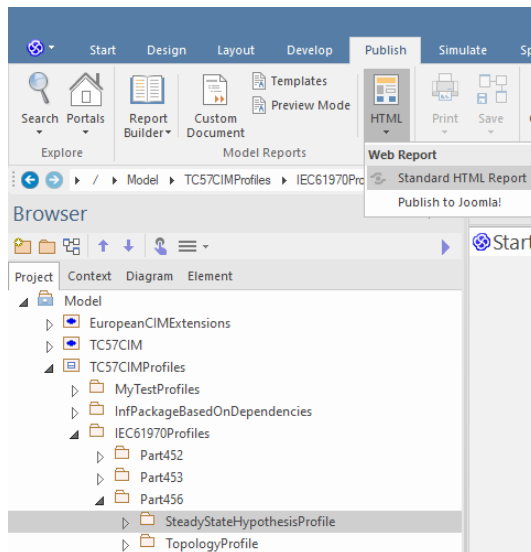 Start Design Layout Develop Publish Simulate
Search Portals Report Builder Custom Document Templates Preview Mode HTML Print Save
Explore Model Reports
Web Report
Standard HTML Report
Publish to Joomla!
/ Model TC57CIMProfiles IEC61970Pro
Browser
Start
Project Context Diagram Element
Model
EuropeanCIMExtensions
TC57CIM
TC57CIMProfiles
MyTestProfiles
InfPackageBasedOnDependencies
IEC61970Profiles
Part452
Part453
Part456
SteadyStateHypothesisProfile
TopologyProfile